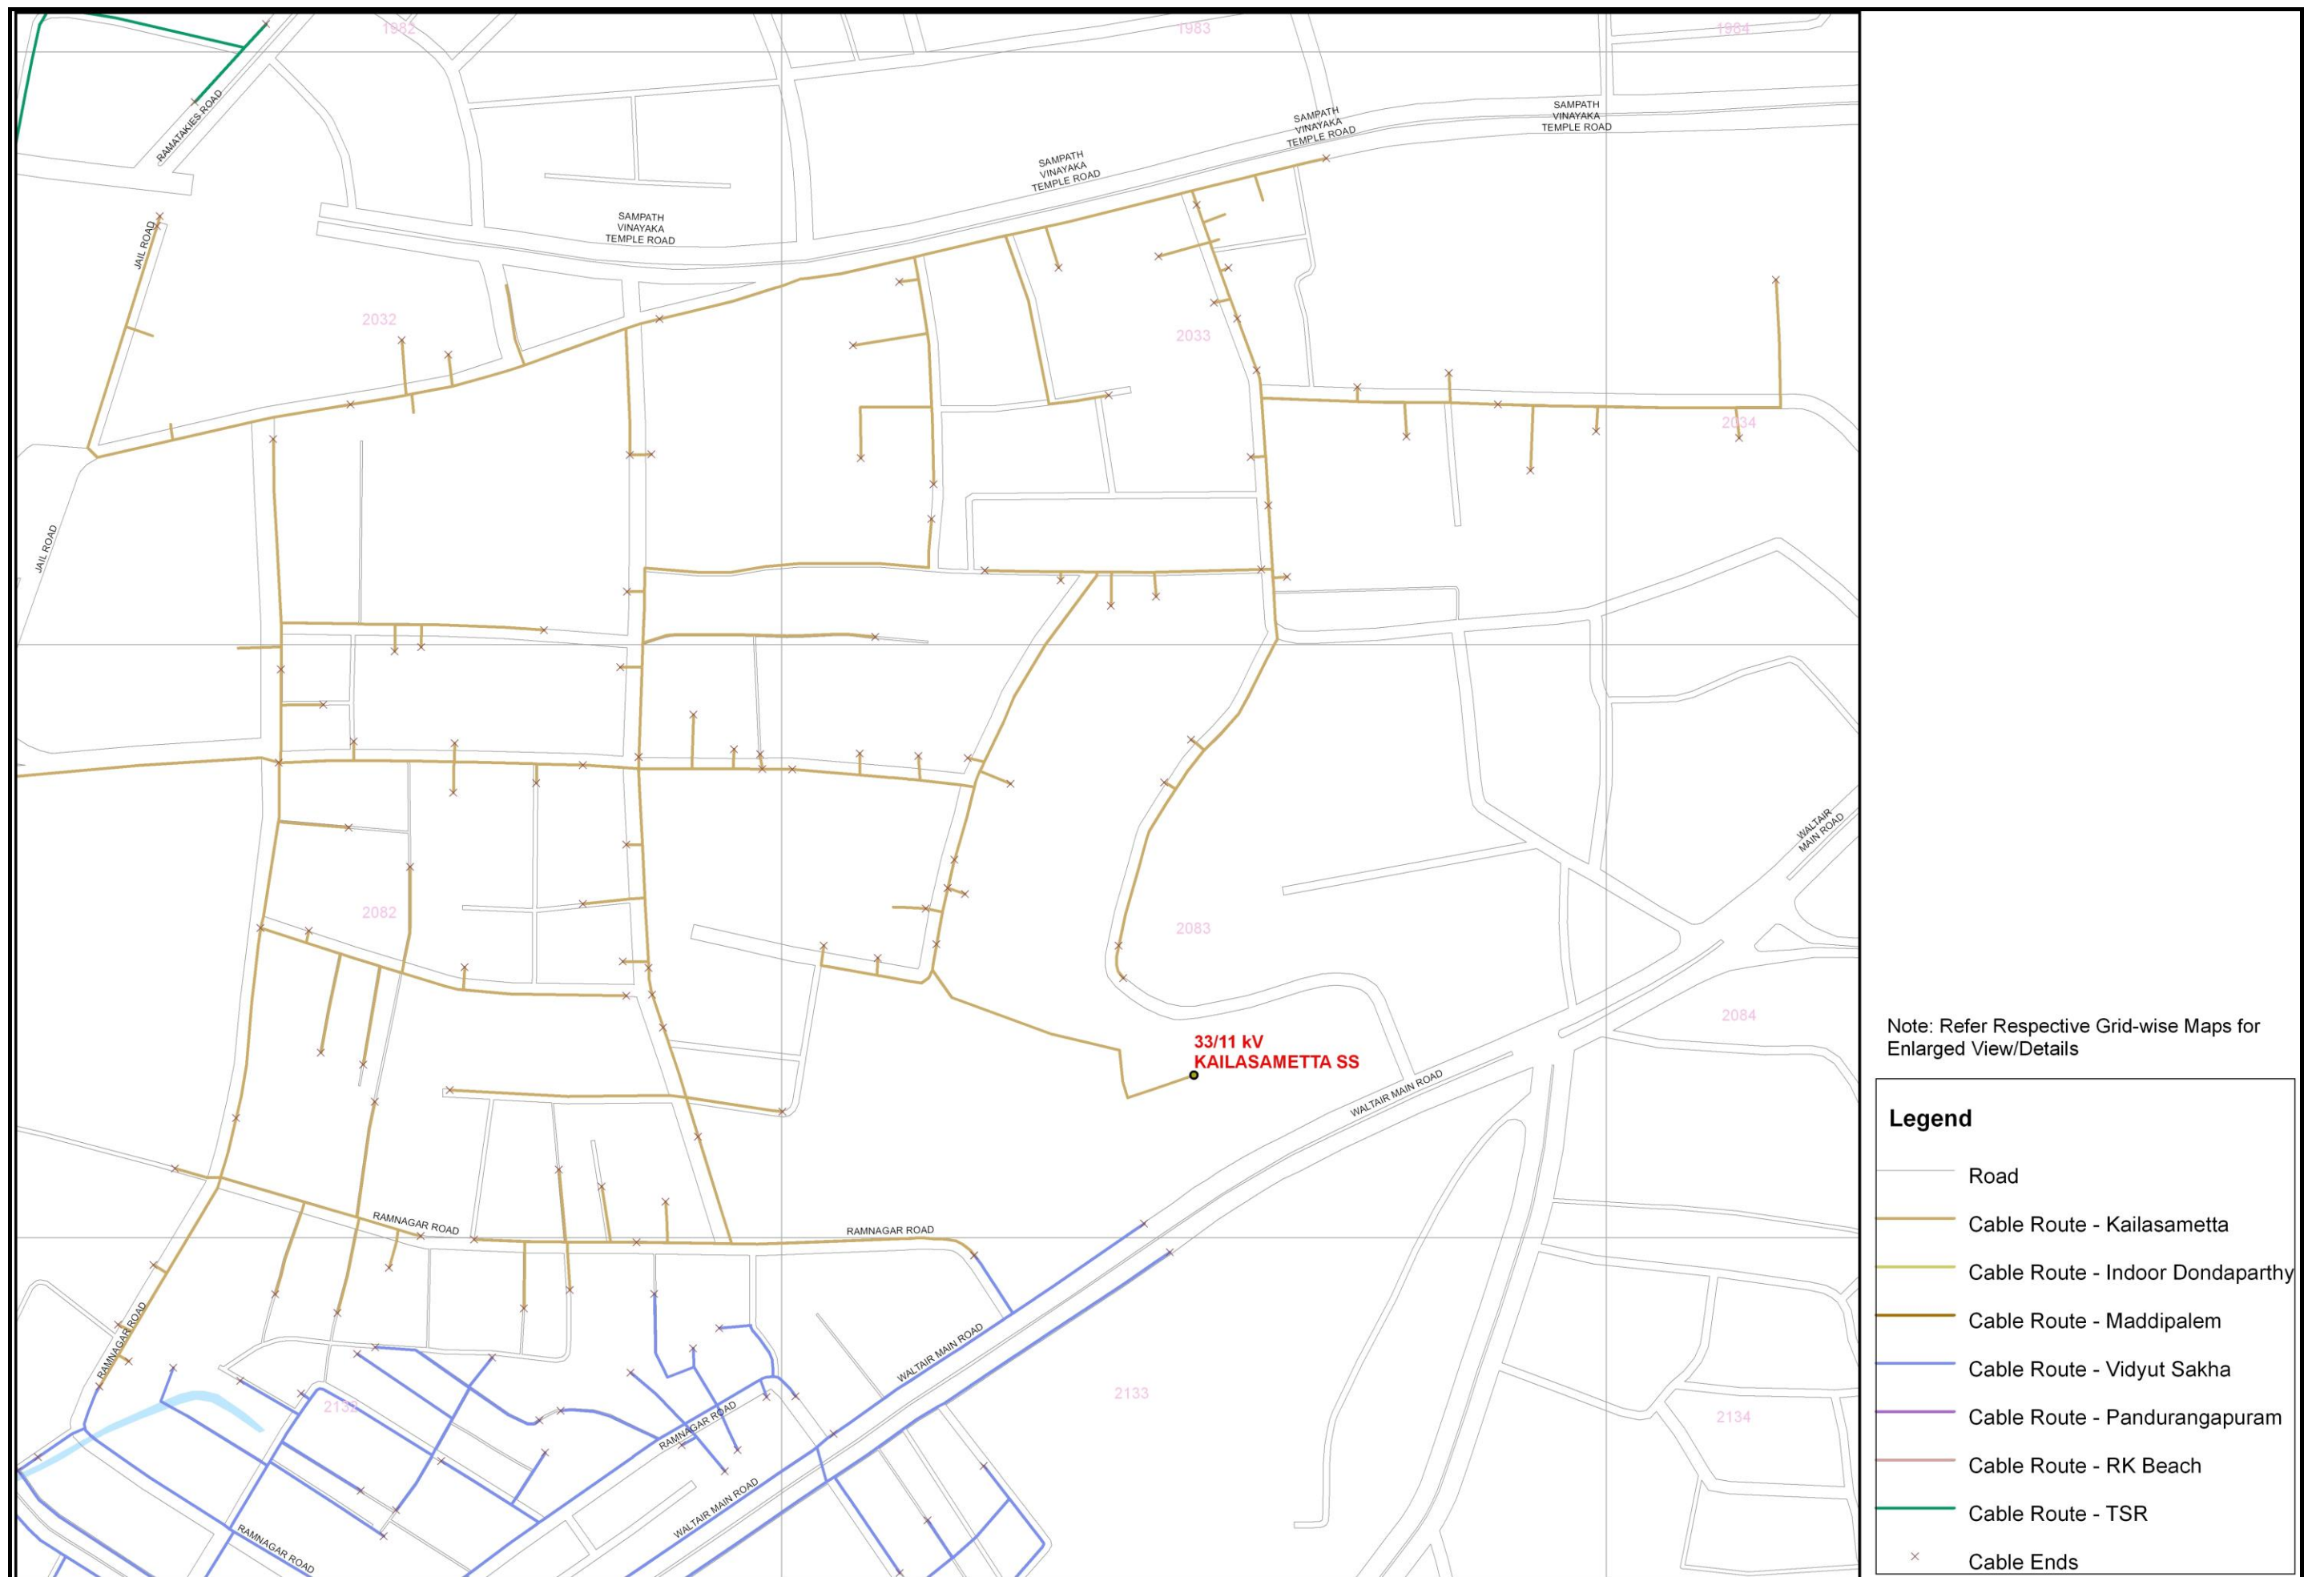 1982
1983
1984
RAMATAKIES ROAD
SAMPATH
VINAYAKA
TEMPLE ROAD
SAMPATH
VINAYAKA
TEMPLE ROAD
SAMPATH
VINAYAKA
TEMPLE ROAD
SAMPATH
VINAYAKA
TEMPLE ROAD
JAIL ROAD
2032
2033
2034
JAIL ROAD
WALTAIR
MAIN ROAD
2082
2083
2084
33/11 kV
KAILASAMETTA SS
WALTAIR MAIN ROAD
RAMNAGAR ROAD
RAMNAGAR ROAD
RAMNAGAR ROAD
WALTAIR MAIN ROAD
2132
2133
2134
RAMNAGAR ROAD
WALTAIR MAIN ROAD
RAMNAGAR ROAD
Note: Refer Respective Grid-wise Maps for
Enlarged View/Details
Legend
Road
Cable Route - Kailasametta
Cable Route - Indoor Dondaparthy
Cable Route - Maddipalem
Cable Route - Vidyut Sakha
Cable Route - Pandurangapuram
Cable Route - RK Beach
Cable Route - TSR
Cable Ends